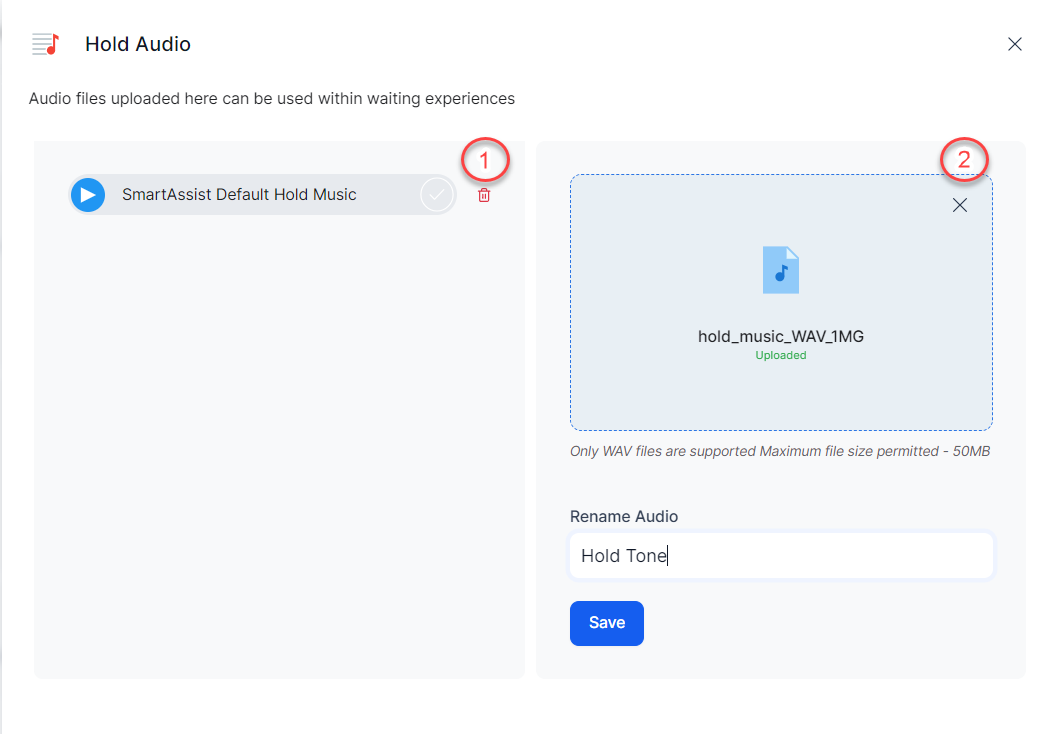 Hold Audio
Audio files uploaded here can be used within waiting experiences
1
2
SmartAssist Default Hold Music
hold_music_WAV_1MG
Uploaded
Only WAV files are supported Maximum file size permitted - 50MB
Rename Audio
Hold Tone
Save